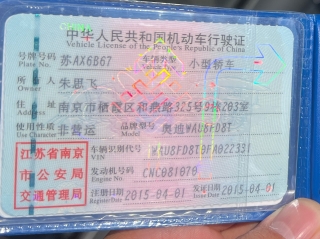 中华人民共和国机动车行驶证
Vehicle License of the People's Republic of China
号牌号码 苏AX6B67 车辆类型 小型轿车
Plate No.
所有人 朱思飞
Owner
住址 南京市栖霞区和燕路325号9栋203室
Address
使用性质 非营运 品牌型号 奥迪WAU8FD8T
Use Character Model
江苏省南京
市公安局
交通管理局
车辆识别代号 WAU8FD8T0FA022331
VIN
发动机号码 CNC081070
Engine No.
注册日期 2015-04-01 发证日期 2015-04-01
Register Date Issue Date